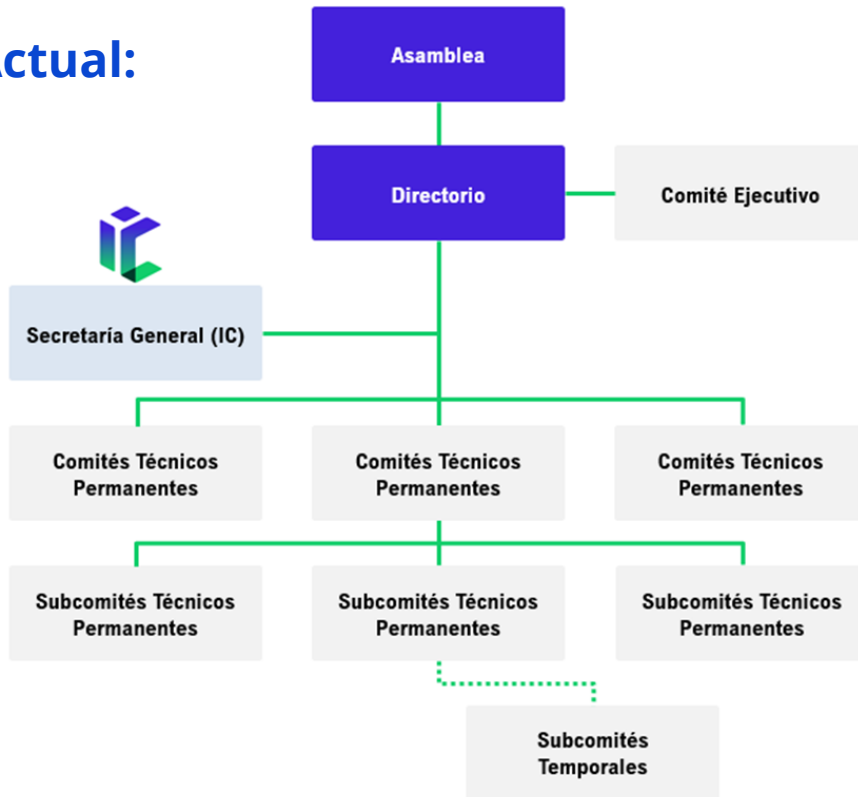 Actual:
Asamblea
Directorio
Comité Ejecutivo
Secretaría General (IC)
Comités Técnicos
Permanentes
Comités Técnicos
Permanentes
Comités Técnicos
Permanentes
Subcomités Técnicos
Permanentes
Subcomités Técnicos
Permanentes
Subcomités Técnicos
Permanentes
Subcomités
Temporales